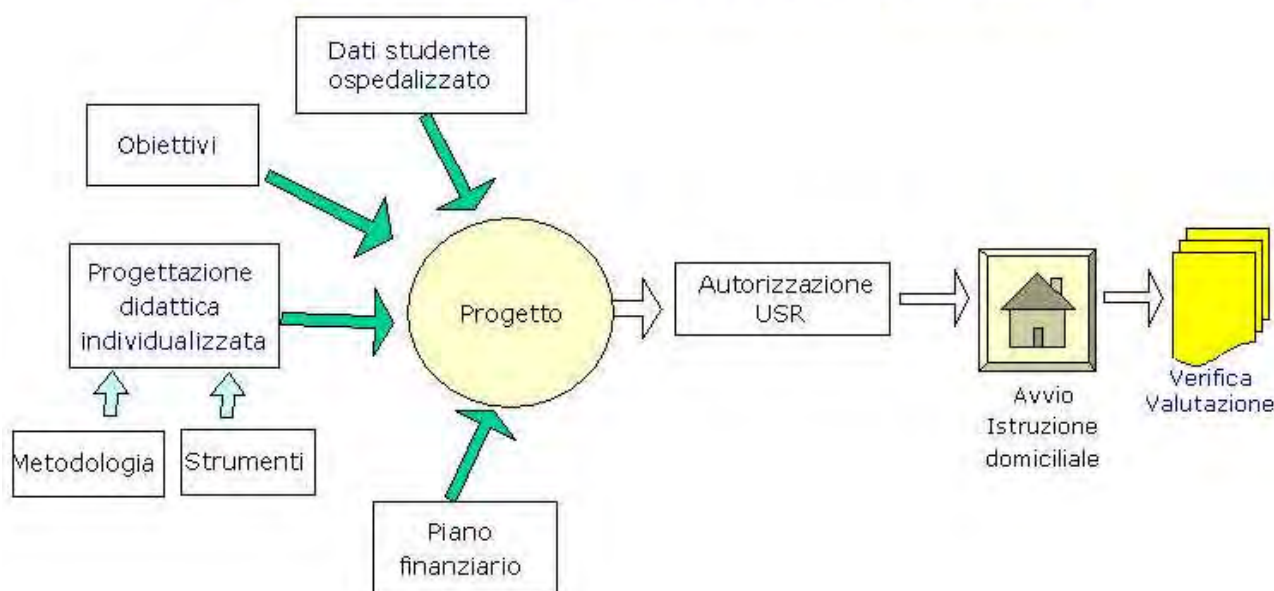 Dati studente
ospedalizzato
Obiettivi
Progettazione
didattica
individualizzata
Metodologia
Strumenti
Piano
finanziario
Progetto
Autorizzazione
USR
Avvio
Istruzione
domiciliale
Verifica
Valutazione